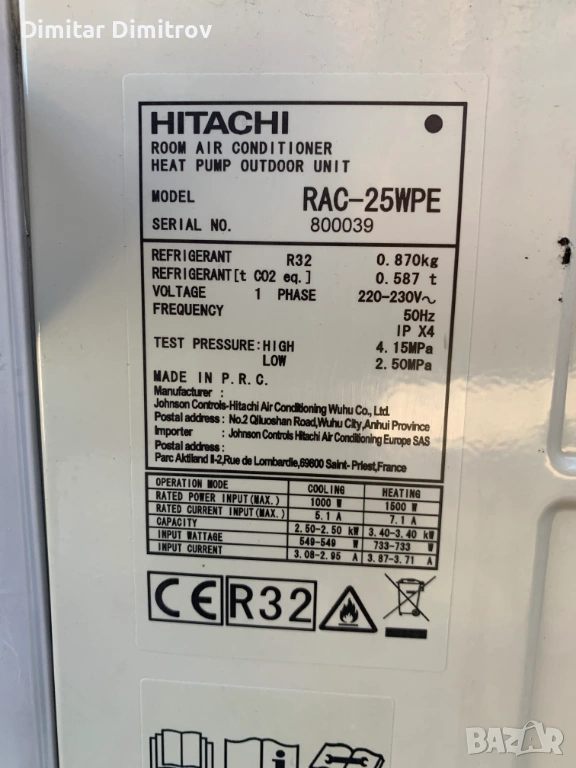 Dimitar Dimitrov
HITACHI
ROOM AIR CONDITIONER
HEAT PUMP OUTDOOR UNIT
MODEL RAC-25WPE
SERIAL NO. 800039
REFRIGERANT R32 0.870kg
REFRIGERANT[t CO2 eq.] 0.587 t
VOLTAGE 1 PHASE 220-230V~
FREQUENCY 50Hz
IP X4
TEST PRESSURE:HIGH 4.15MPa
LOW 2.50MPa
MADE IN P.R.C.
Manufacturer :
Johnson Controls-Hitachi Air Conditioning Wuhu Co., Ltd.
Postal address : No.2 Qiluoshan Road,Wuhu City,Anhui Province
Importer : Johnson Controls Hitachi Air Conditioning Europe SAS
Postal address :
Parc Aktiland II-2,Rue de Lombardie,69800 Saint- Priest,France
OPERATION MODE COOLING HEATING
RATED POWER INPUT(MAX.) 1000 W 1500 W
RATED CURRENT INPUT(MAX.) 5.1 A 7.1 A
CAPACITY 2.50-2.50 kW 3.40-3.40 kW
INPUT WATTAGE 549-549 W 733-733 W
INPUT CURRENT 3.08-2.95 A 3.87-3.71 A
CE R32
BAZAR